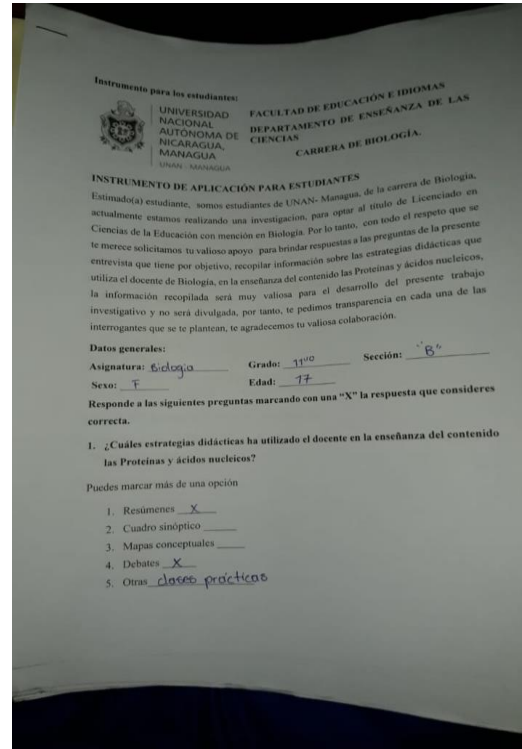 Instrumento para los estudiantes:
UNIVERSIDAD
NACIONAL
AUTÓNOMA DE
NICARAGUA,
MANAGUA
UNAN - MANAGUA
FACULTAD DE EDUCACIÓN E IDIOMAS
DEPARTAMENTO DE ENSEÑANZA DE LAS
CIENCIAS
CARRERA DE BIOLOGÍA.
INSTRUMENTO DE APLICACIÓN PARA ESTUDIANTES
Estimado(a) estudiante, somos estudiantes de UNAN- Managua, de la carrera de Biología,
actualmente estamos realizando una investigacion, para optar al título de Licenciado en
Ciencias de la Educación con mención en Biología. Por lo tanto, con todo el respeto que se
te merece solicitamos tu valioso apoyo para brindar respuestas a las preguntas de la presente
entrevista que tiene por objetivo, recopilar información sobre las estrategias didácticas que
utiliza el docente de Biología, en la enseñanza del contenido las Proteínas y ácidos nucleicos,
la información recopilada será muy valiosa para el desarrollo del presente trabajo
investigativo y no será divulgada, por tanto, te pedimos transparencia en cada una de las
interrogantes que se te plantean, te agradecemos tu valiosa colaboración.
Datos generales:
Asignatura: Biología Grado: 11vo Sección: "B"
Sexo: F Edad: 17
Responde a las siguientes preguntas marcando con una “X” la respuesta que consideres
correcta.
1. ¿Cuáles estrategias didácticas ha utilizado el docente en la enseñanza del contenido
las Proteínas y ácidos nucleicos?
Puedes marcar más de una opción
1. Resúmenes X
2. Cuadro sinóptico
3. Mapas conceptuales
4. Debates X
5. Otras clases prácticas